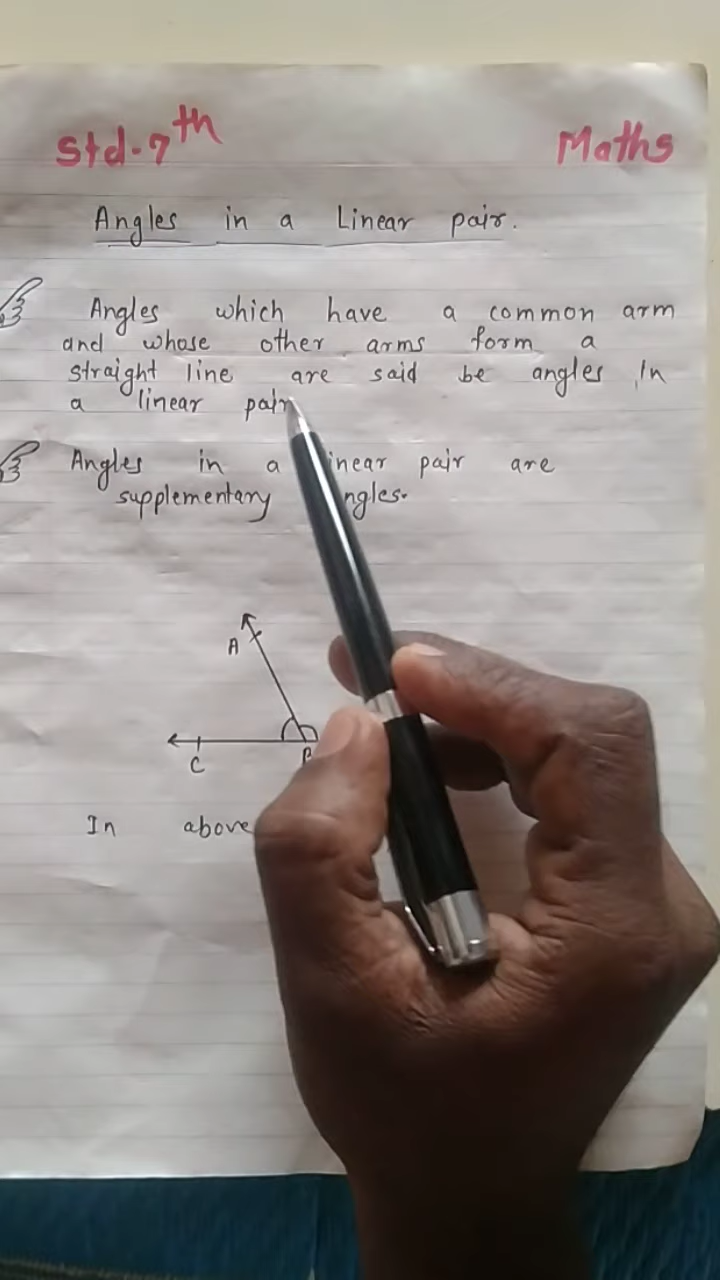 Std-7th
Maths
Angles in a Linear pair.
Angles which have a common arm
and whose other arms form a
straight line are said be angles in
a linear pair
Angles in a inear pair are
supplementary ngles.
A
C
B
In above